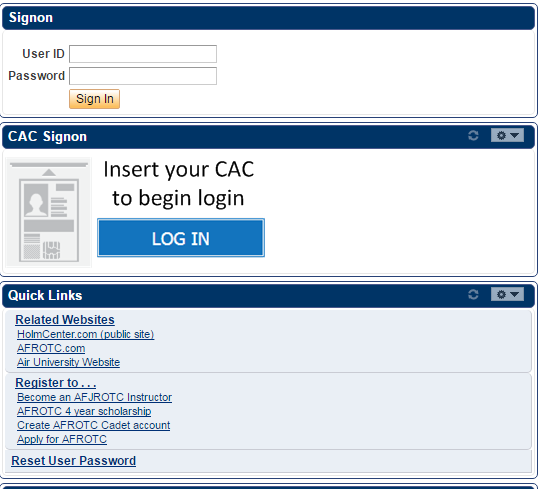 Signon
User ID
Password
Sign In
CAC Signon
Insert your CAC
to begin login
LOG IN
Quick Links
Related Websites
HolmCenter.com (public site)
AFROTC.com
Air University Website
Register to . . .
Become an AFJROTC Instructor
AFROTC 4 year scholarship
Create AFROTC Cadet account
Apply for AFROTC
Reset User Password